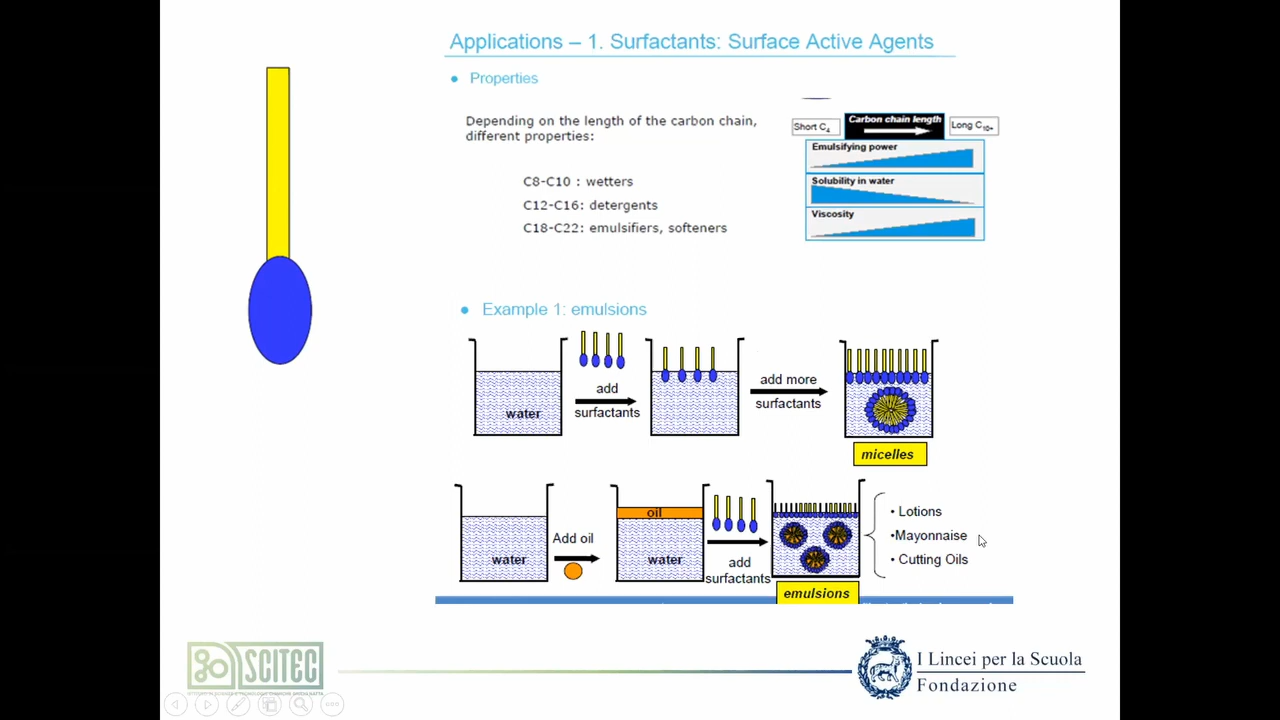 Applications – 1. Surfactants: Surface Active Agents
• Properties
Depending on the length of the carbon chain,
different properties:
C8-C10 : wetters
C12-C16: detergents
C18-C22: emulsifiers, softeners
Short C4
Carbon chain length
Long C10+
Emulsifying power
Solubility in water
Viscosity
• Example 1: emulsions
water
add
surfactants
add more
surfactants
micelles
water
Add oil
oil
water
add
surfactants
emulsions
• Lotions
•Mayonnaise
• Cutting Oils
SCITEC
I Lincei per la Scuola
Fondazione